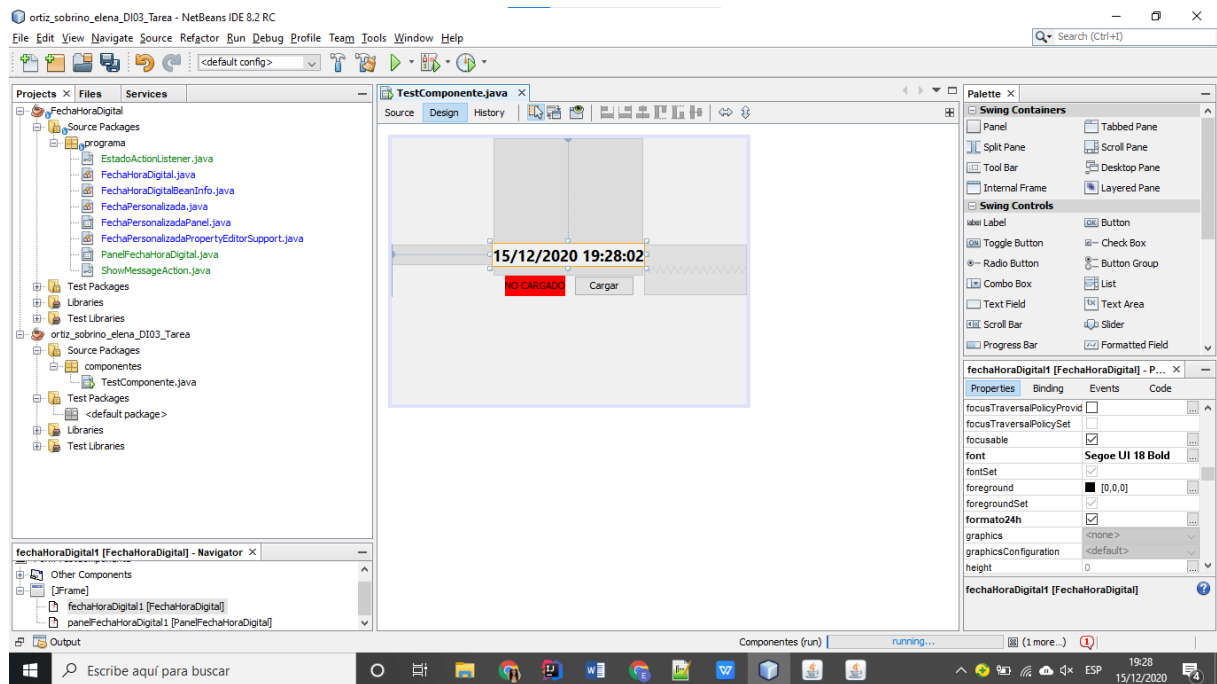 ortiz_sobrino_elena_DI03_Tarea - NetBeans IDE 8.2 RC
File Edit View Navigate Source Refactor Run Debug Profile Team Tools Window Help
Search (Ctrl+I)
<default config>
Projects Files Services
FechaHoraDigital
Source Packages
programa
EstadoActionListener.java
FechaHoraDigital.java
FechaHoraDigitalBeanInfo.java
FechaPersonalizada.java
FechaPersonalizadaPanel.java
FechaPersonalizadaPropertyEditorSupport.java
PanelFechaHoraDigital.java
ShowMessageAction.java
Test Packages
Libraries
Test Libraries
ortiz_sobrino_elena_DI03_Tarea
Source Packages
componentes
TestComponente.java
Test Packages
<default package>
Libraries
Test Libraries
fechaHoraDigital1 [FechaHoraDigital] - Navigator
Other Components
[JFrame]
fechaHoraDigital1 [FechaHoraDigital]
panelFechaHoraDigital1 [PanelFechaHoraDigital]
TestComponente.java
Source Design History
15/12/2020 19:28:02
NO CARGADO Cargar
Palette
Swing Containers
Panel Tabbed Pane
Split Pane Scroll Pane
Tool Bar Desktop Pane
Internal Frame Layered Pane
Swing Controls
label Label OK Button
ON Toggle Button Check Box
Radio Button Button Group
Combo Box List
Text Field Text Area
Scroll Bar Slider
Progress Bar Formatted Field
fechaHoraDigital1 [FechaHoraDigital] - P...
Properties Binding Events Code
focusTraversalPolicyProvid
focusTraversalPolicySet
focusable
font Segoe UI 18 Bold
fontSet
foreground [0,0,0]
foregroundSet
formato24h
graphics <none>
graphicsConfiguration <default>
height 0
fechaHoraDigital1 [FechaHoraDigital]
Output
Componentes (run) running... (1 more...) 1
Escribe aquí para buscar
ESP
19:28
15/12/2020
4